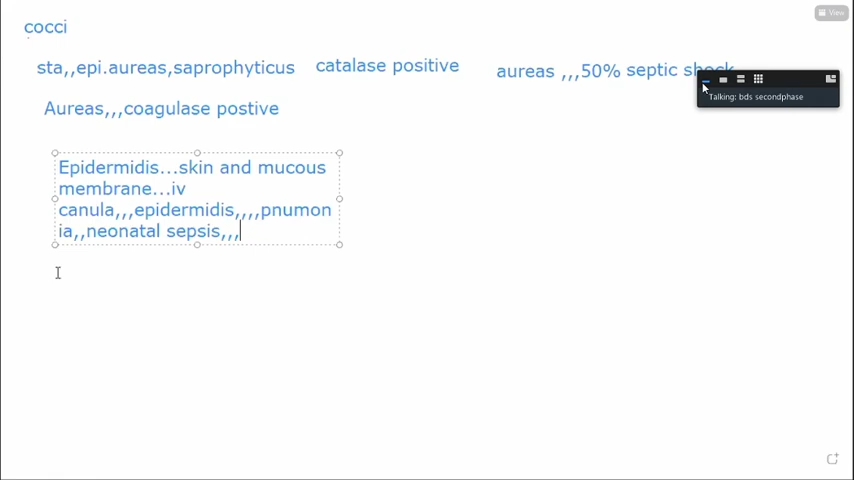 View
cocci
sta,,epi.aureas,saprophyticus catalase positive aureas ,,,50% septic shock
Talking: bds secondphase
Aureas,,,coagulase postive
Epidermidis...skin and mucous
membrane...iv
canula,,,epidermidis,,,,pnumon
ia,,neonatal sepsis,,,